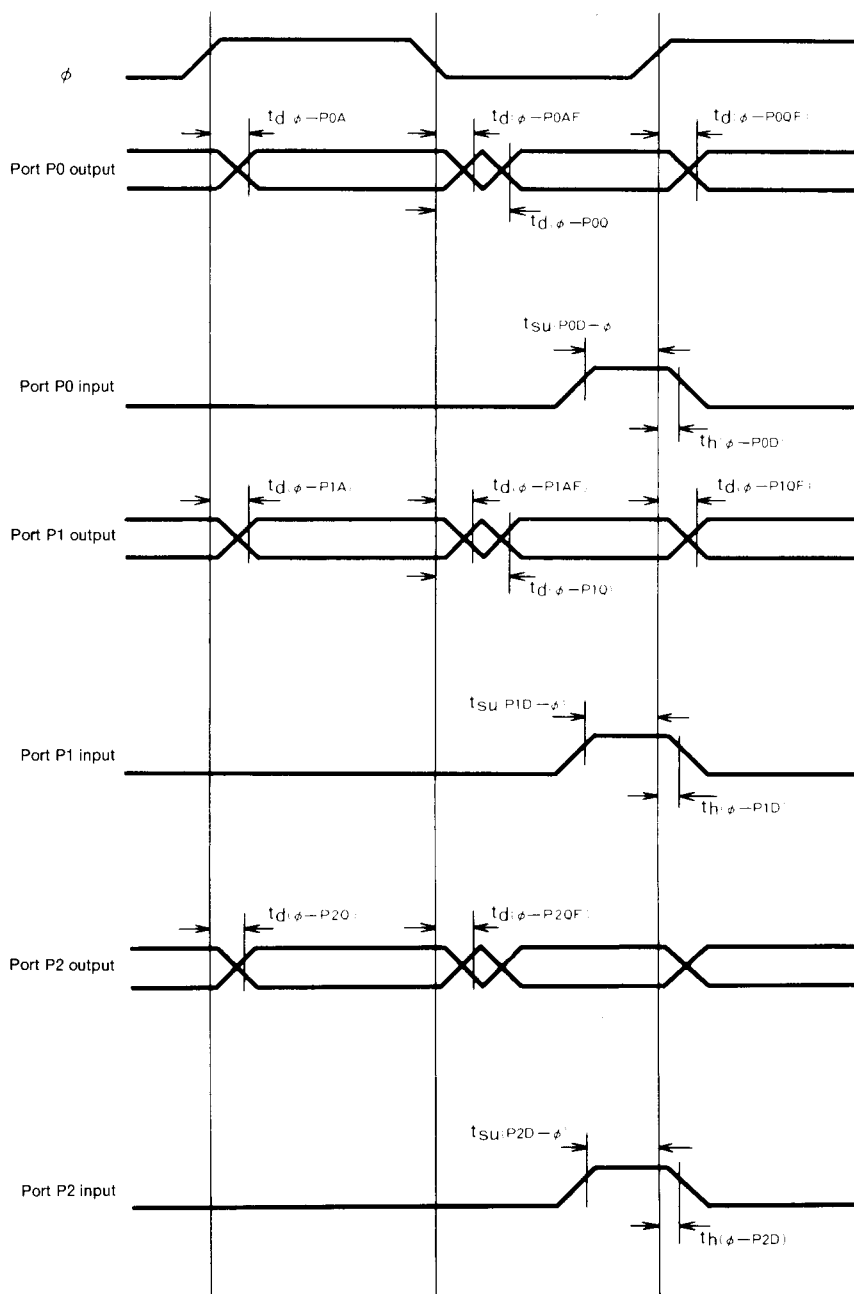 φ
td(φ−P0A
td(φ−P0AF)
td(φ−P0QF)
Port P0 output
td(φ−P0Q
tsu(P0D−φ
Port P0 input
th(φ−P0D)
td(φ−P1A)
td(φ−P1AF)
td(φ−P1QF)
Port P1 output
td(φ−P1Q)
tsu(P1D−φ)
Port P1 input
th(φ−P1D)
td(φ−P2Q)
td(φ−P2QF)
Port P2 output
tsu(P2D−φ)
Port P2 input
th(φ−P2D)